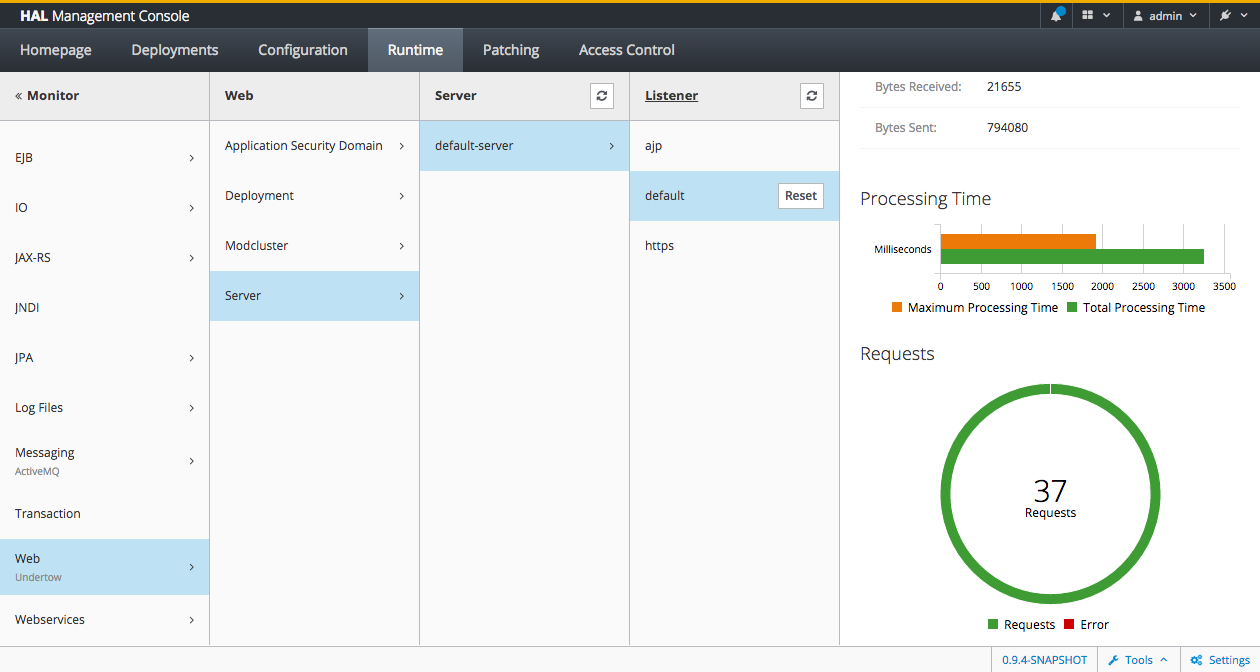 HAL Management Console
admin
Homepage
Deployments
Configuration
Runtime
Patching
Access Control
« Monitor
EJB
IO
JAX-RS
JNDI
JPA
Log Files
Messaging
ActiveMQ
Transaction
Web
Undertow
Webservices
Web
Application Security Domain
Deployment
Modcluster
Server
Server
default-server
Listener
ajp
default
Reset
https
Bytes Received: 21655
Bytes Sent: 794080
Processing Time
Milliseconds
0 500 1000 1500 2000 2500 3000 3500
Maximum Processing Time Total Processing Time
Requests
37
Requests
Requests Error
0.9.4-SNAPSHOT
Tools
Settings